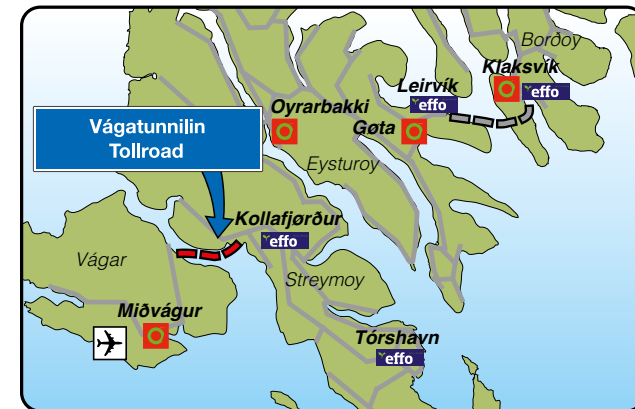 Borðoy
Klaksvík
effo
Leirvík
effo
Oyrarbakki
Gøta
Vágatunnilin
Tollroad
Eysturoy
Kollafjørður
effo
Vágar
Streymoy
Miðvágur
Tórshavn
effo